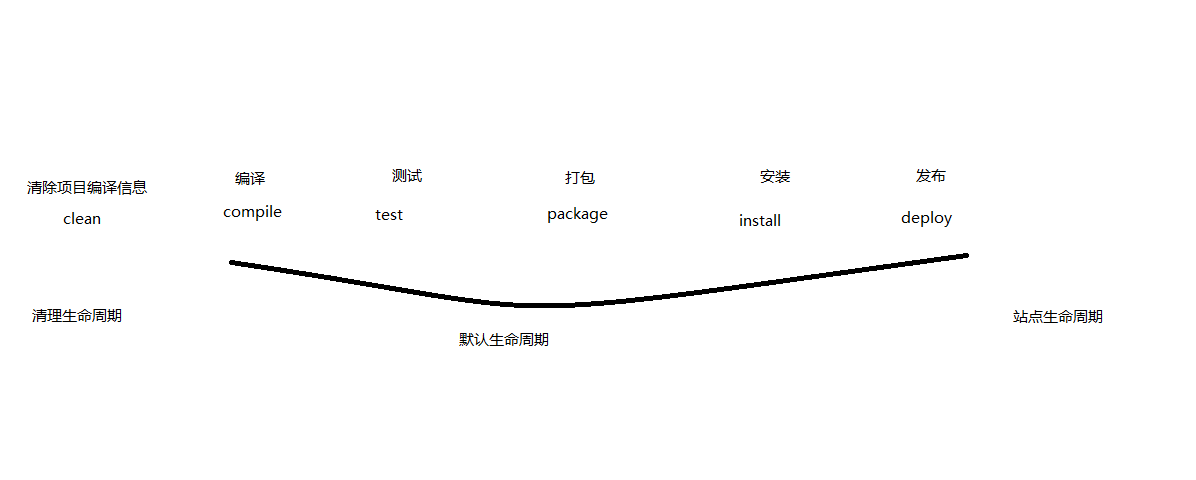 清除项目编译信息
clean
编译
compile
测试
test
打包
package
安装
install
发布
deploy
清理生命周期
默认生命周期
站点生命周期